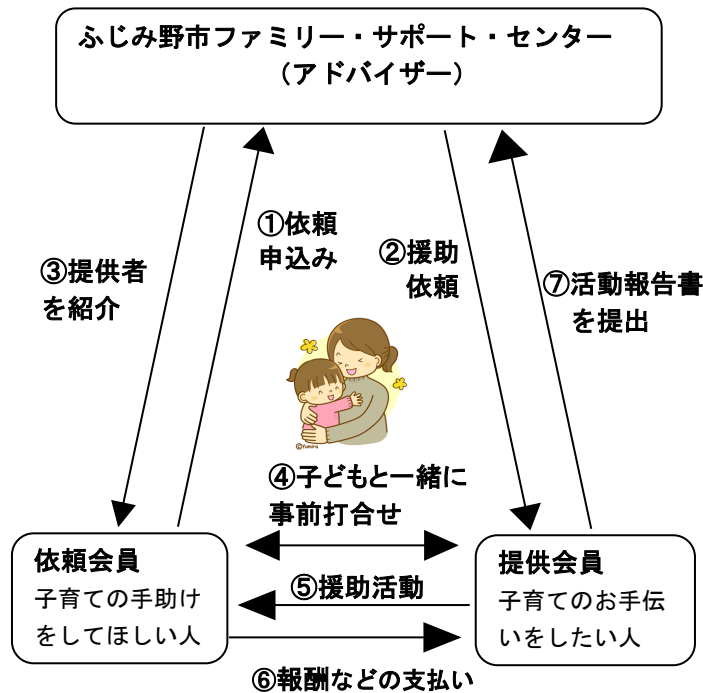 ふじみ野市ファミリー・サポート・センター
（アドバイザー）
①依頼
申込み
②援助
依頼
③提供者
を紹介
⑦活動報告書
を提出
©fumira
④子どもと一緒に
事前打合せ
依頼会員
子育ての手助け
をしてほしい人
⑤援助活動
提供会員
子育てのお手伝
いをしたい人
⑥報酬などの支払い